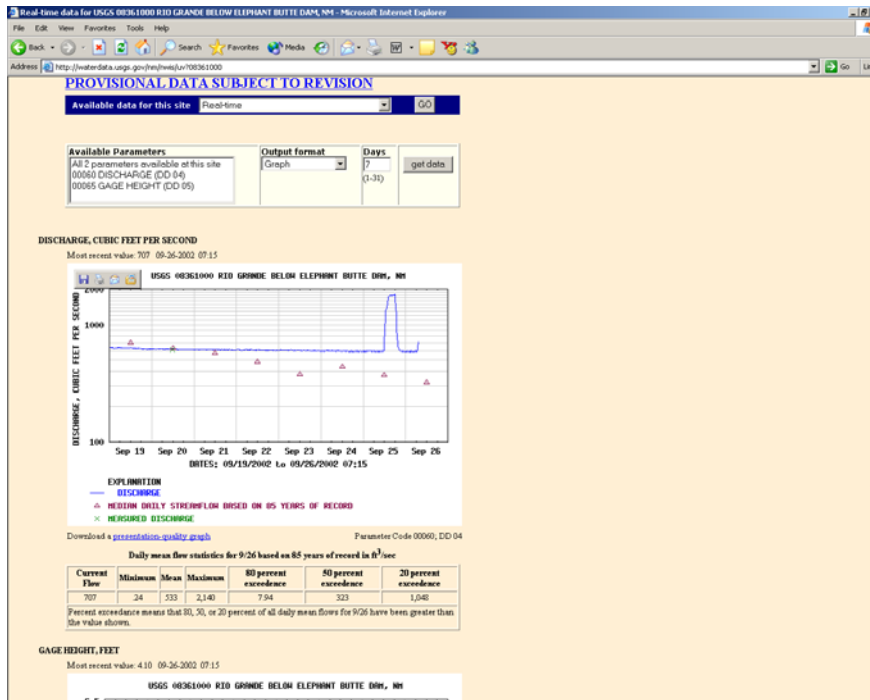 Real-time data for USGS 08361000 RIO GRANDE BELOW ELEPHANT BUTTE DAM, NM - Microsoft Internet Explorer
File Edit View Favorites Tools Help
Back Search Favorites Media
Address http://waterdata.usgs.gov/nm/nwis/uv?08361000 Go
PROVISIONAL DATA SUBJECT TO REVISION
Available data for this site Real-time GO
Available Parameters Output format Days
All 2 parameters available at this site Graph 7 get data
00060 DISCHARGE (DD 04) (1-31)
00065 GAGE HEIGHT (DD 05)
DISCHARGE, CUBIC FEET PER SECOND
Most recent value: 707 09-26-2002 07:15
USGS 08361000 RIO GRANDE BELOW ELEPHANT BUTTE DAM, NM
DISCHARGE, CUBIC FEET PER SECOND
2000
1000
100
Sep 19 Sep 20 Sep 21 Sep 22 Sep 23 Sep 24 Sep 25 Sep 26
DATES: 09/19/2002 to 09/26/2002 07:15
EXPLANATION
DISCHARGE
MEDIAN DAILY STREAMFLOW BASED ON 85 YEARS OF RECORD
MEASURED DISCHARGE
Download a presentation-quality graph Parameter Code 00060; DD 04
Daily mean flow statistics for 9/26 based on 85 years of record in ft3/sec
Current Flow Minimum Mean Maximum 80 percent exceedence 50 percent exceedence 20 percent exceedence
707 .24 533 2,140 7.94 323 1,048
Percent exceedance means that 80, 50, or 20 percent of all daily mean flows for 9/26 have been greater than
the value shown.
GAGE HEIGHT, FEET
Most recent value: 4.10 09-26-2002 07:15
USGS 08361000 RIO GRANDE BELOW ELEPHANT BUTTE DAM, NM